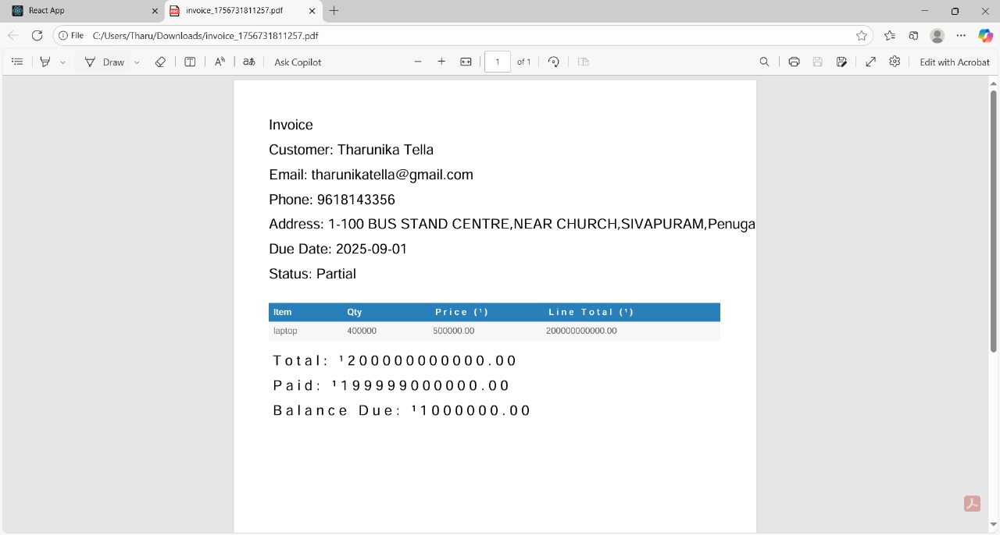 React App
invoice_1756731811257.pdf
File C:/Users/Tharu/Downloads/invoice_1756731811257.pdf
Draw
aあ
Ask Copilot
1 of 1
Edit with Acrobat
Invoice
Customer: Tharunika Tella
Email: tharunikatella@gmail.com
Phone: 9618143356
Address: 1-100 BUS STAND CENTRE,NEAR CHURCH,SIVAPURAM,Penuga
Due Date: 2025-09-01
Status: Partial
Item Qty Price (¹) Line Total (¹)
laptop 400000 500000.00 200000000000.00
Total: ¹200000000000.00
Paid: ¹199999000000.00
Balance Due: ¹1000000.00